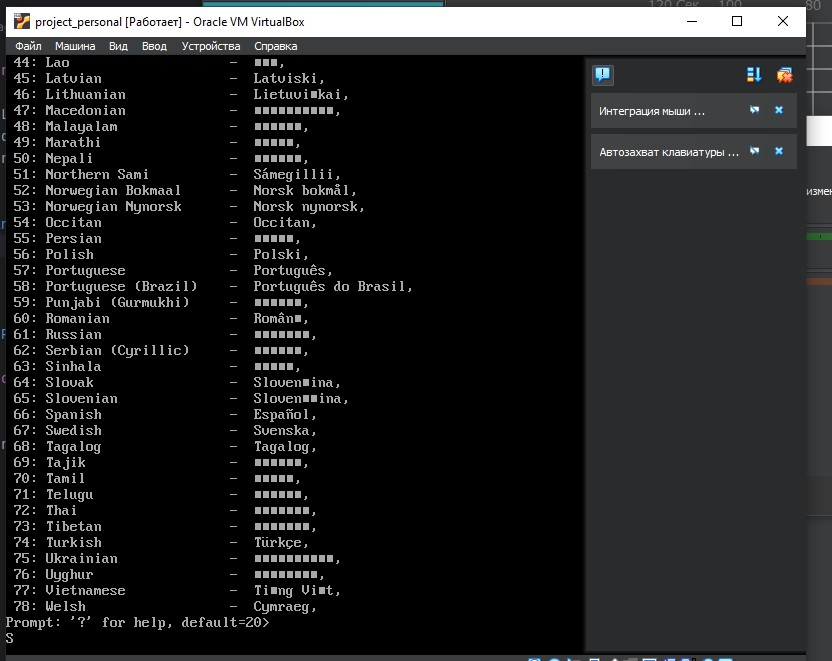 project_personal [Работает] - Oracle VM VirtualBox
Файл Машина Вид Ввод Устройства Справка
44: Lao - ■■■,
45: Latvian - Latviski,
46: Lithuanian - Lietuvi■kai,
47: Macedonian - ■■■■■■■■■■,
48: Malayalam - ■■■■■■,
49: Marathi - ■■■■■,
50: Nepali - ■■■■■■,
51: Northern Sami - Sámegillii,
52: Norwegian Bokmaal - Norsk bokmål,
53: Norwegian Nynorsk - Norsk nynorsk,
54: Occitan - Occitan,
55: Persian - ■■■■■,
56: Polish - Polski,
57: Portuguese - Português,
58: Portuguese (Brazil) - Português do Brasil,
59: Punjabi (Gurmukhi) - ■■■■■■,
60: Romanian - Român■,
61: Russian - ■■■■■■■,
62: Serbian (Cyrillic) - ■■■■■■,
63: Sinhala - ■■■■■,
64: Slovak - Sloven■ina,
65: Slovenian - Sloven■■ina,
66: Spanish - Español,
67: Swedish - Svenska,
68: Tagalog - Tagalog,
69: Tajik - ■■■■■■,
70: Tamil - ■■■■■,
71: Telugu - ■■■■■■,
72: Thai - ■■■■■■■,
73: Tibetan - ■■■■■■■,
74: Turkish - Türkçe,
75: Ukrainian - ■■■■■■■■■■,
76: Uyghur - ■■■■■■■■,
77: Vietnamese - Ti■ng Vi■t,
78: Welsh - Cymraeg,
Prompt: '?' for help, default=20>
S
Интеграция мыши ...
Автозахват клавиатуры ...
120 Сек
100
80